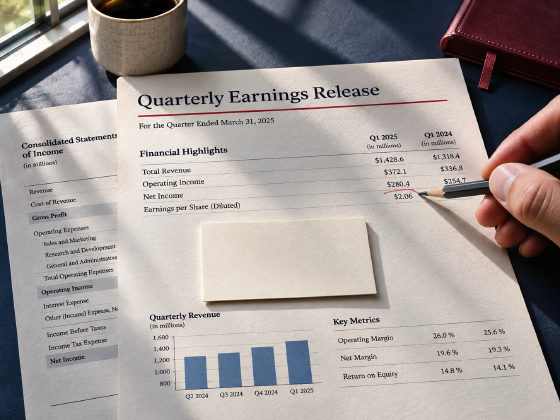 Quarterly Earnings Release
For the Quarter Ended March 31, 2025
Financial Highlights Q1 2025 Q1 2024
(in millions) (in millions)
Total Revenue $1,428.6 $1,318.4
Operating Income $372.1 $336.8
Net Income $280.4 $254.7
Earnings per Share (Diluted) $2.06
Quarterly Revenue
(in millions)
1,600
1,400
1,200
1,000
800
Q2 2024 Q3 2024 Q4 2024 Q1 2025
Key Metrics
Operating Margin 26.0 % 25.6 %
Net Margin 19.6 % 19.3 %
Return on Equity 14.8 % 14.1 %
Consolidated Statements
of Income
(in millions)
Revenue
Cost of Revenue
Gross Profit
Operating Expenses
Sales and Marketing
Research and Development
General and Administrative
Total Operating Expenses
Operating Income
Interest Expense
Other (Income) Expense,
Income Before Taxes
Income Tax Expense
Net Income